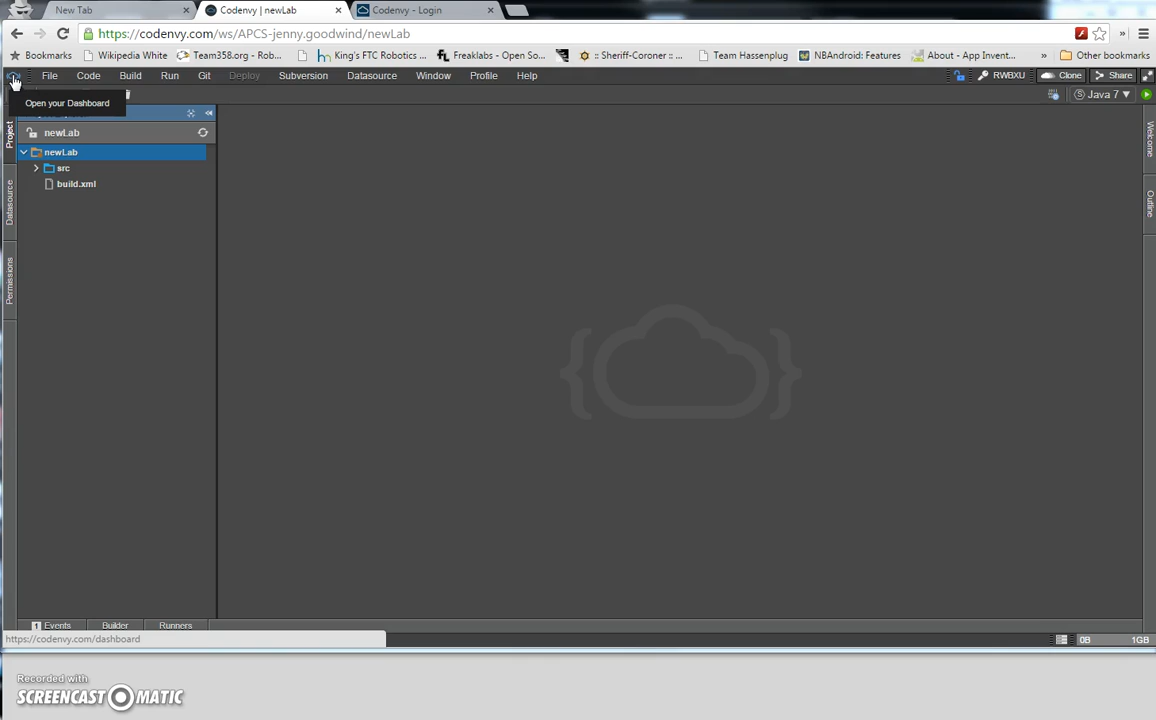 New Tab
Codenvy | newLab
Codenvy - Login
https://codenvy.com/ws/APCS-jenny.goodwind/newLab
Bookmarks Wikipedia White Team358.org - Rob... King's FTC Robotics ... Freaklabs - Open So... :: Sheriff-Coroner :: ... Team Hassenplug NBAndroid: Features About - App Invent... » Other bookmarks
File Code Build Run Git Deploy Subversion Datasource Window Profile Help RWBXU Clone Share
Open your Dashboard
Java 7
Project
newLab
newLab
src
build.xml
Datasource
Permissions
Welcome
Outline
1 Events Builder Runners
https://codenvy.com/dashboard
0B 1GB
Recorded with
SCREENCAST MATIC